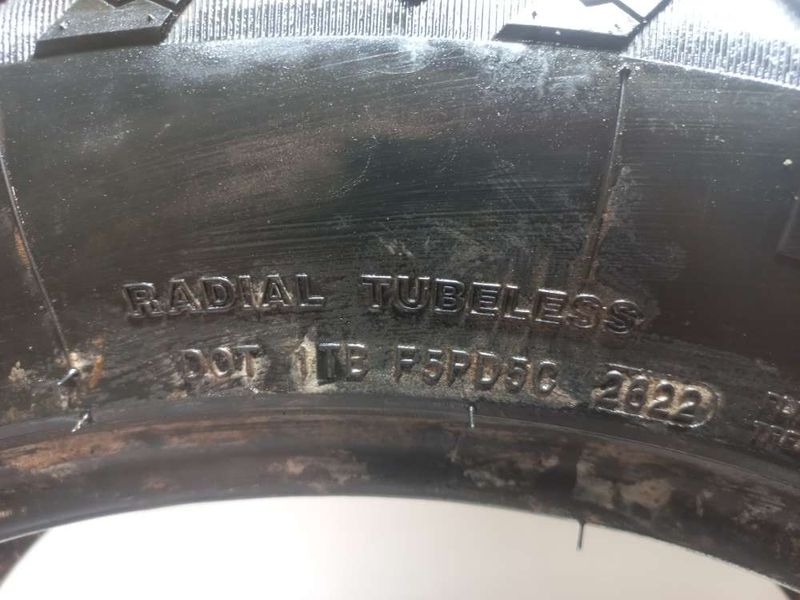 RADIAL TUBELESS
DOT 1TB F5PD5C 2622